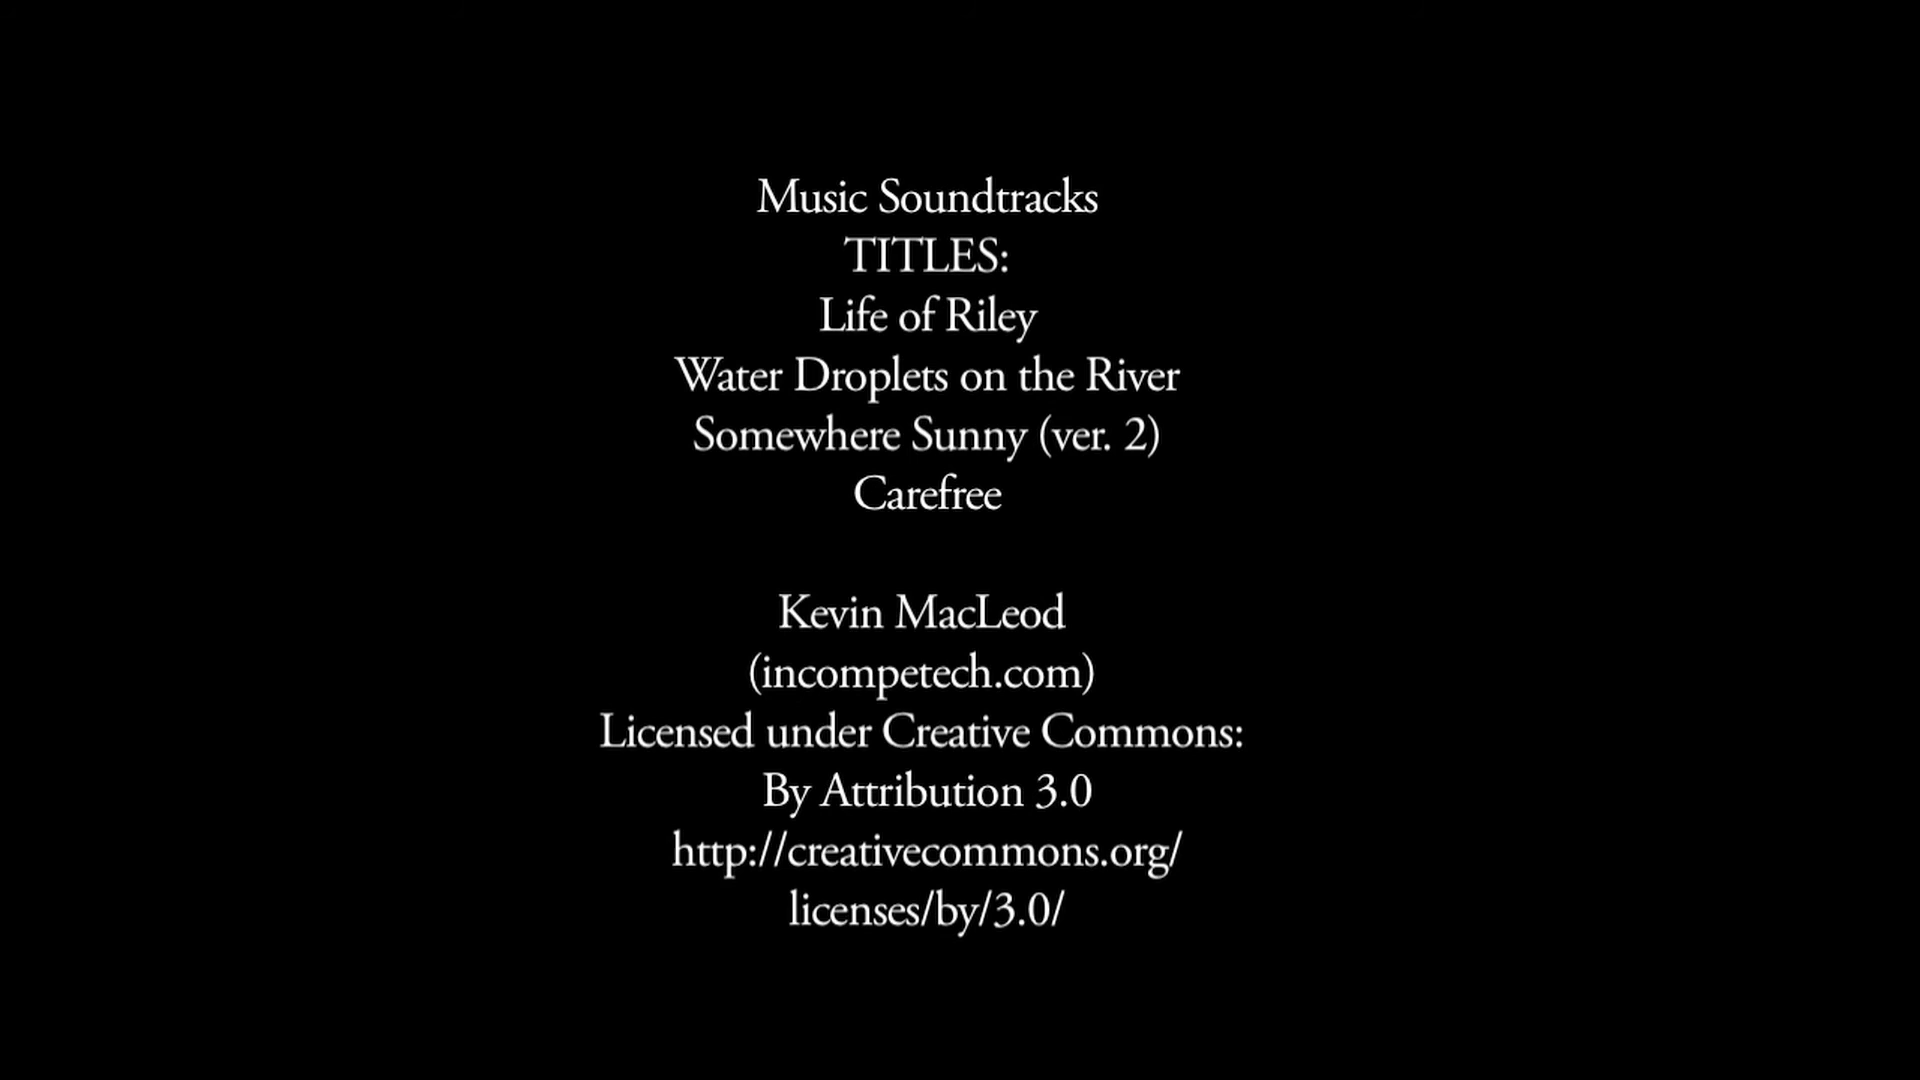 Music Soundtracks
TITLES:
Life of Riley
Water Droplets on the River
Somewhere Sunny (ver. 2)
Carefree
Kevin MacLeod
(incompetech.com)
Licensed under Creative Commons:
By Attribution 3.0
http://creativecommons.org/
licenses/by/3.0/